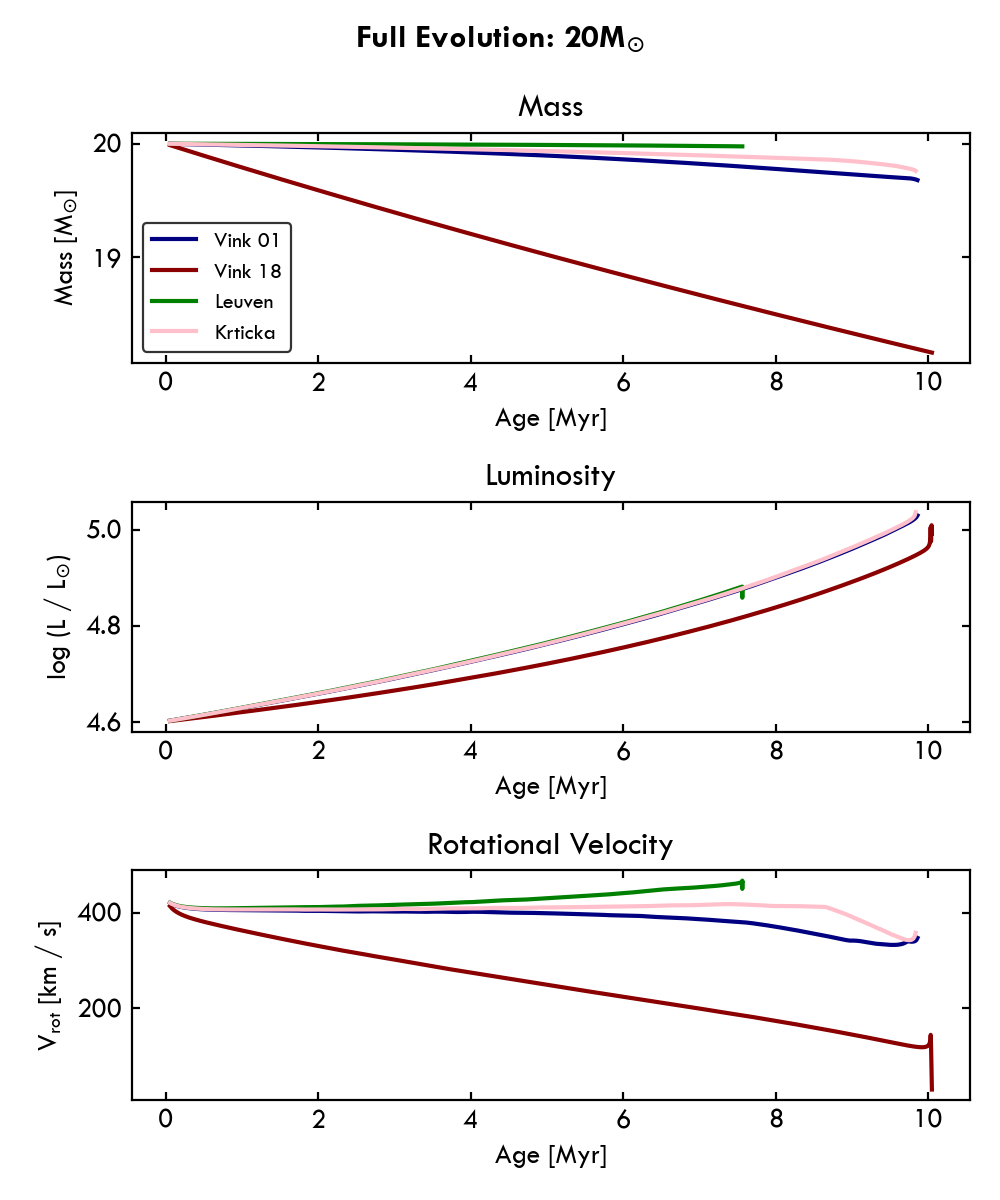 Full Evolution: 20M⊙
Mass
Mass [M⊙]
20
19
Vink 01
Vink 18
Leuven
Krticka
0 2 4 6 8 10
Age [Myr]
Luminosity
log (L / L⊙)
5.0
4.8
4.6
0 2 4 6 8 10
Age [Myr]
Rotational Velocity
Vrot [km / s]
400
200
0 2 4 6 8 10
Age [Myr]